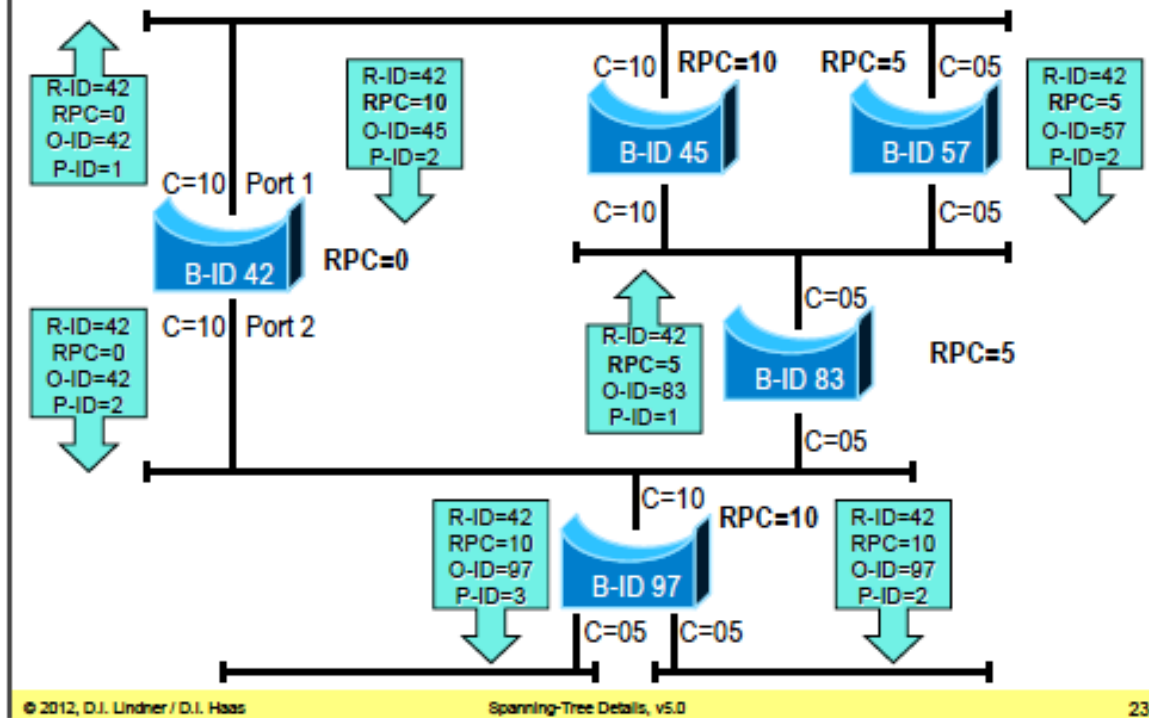 R-ID=42
RPC=0
O-ID=42
P-ID=1
R-ID=42
RPC=10
O-ID=45
P-ID=2
C=10
RPC=10
RPC=5
C=05
R-ID=42
RPC=5
O-ID=57
P-ID=2
B-ID 45
B-ID 57
C=10
Port 1
C=10
C=05
B-ID 42
RPC=0
R-ID=42
RPC=0
O-ID=42
P-ID=2
C=10
Port 2
C=05
R-ID=42
RPC=5
O-ID=83
P-ID=1
B-ID 83
RPC=5
C=05
C=10
RPC=10
R-ID=42
RPC=10
O-ID=97
P-ID=3
B-ID 97
R-ID=42
RPC=10
O-ID=97
P-ID=2
C=05
C=05
© 2012, D.I. Lindner / D.I. Haas
Spanning-Tree Details, v5.0
23